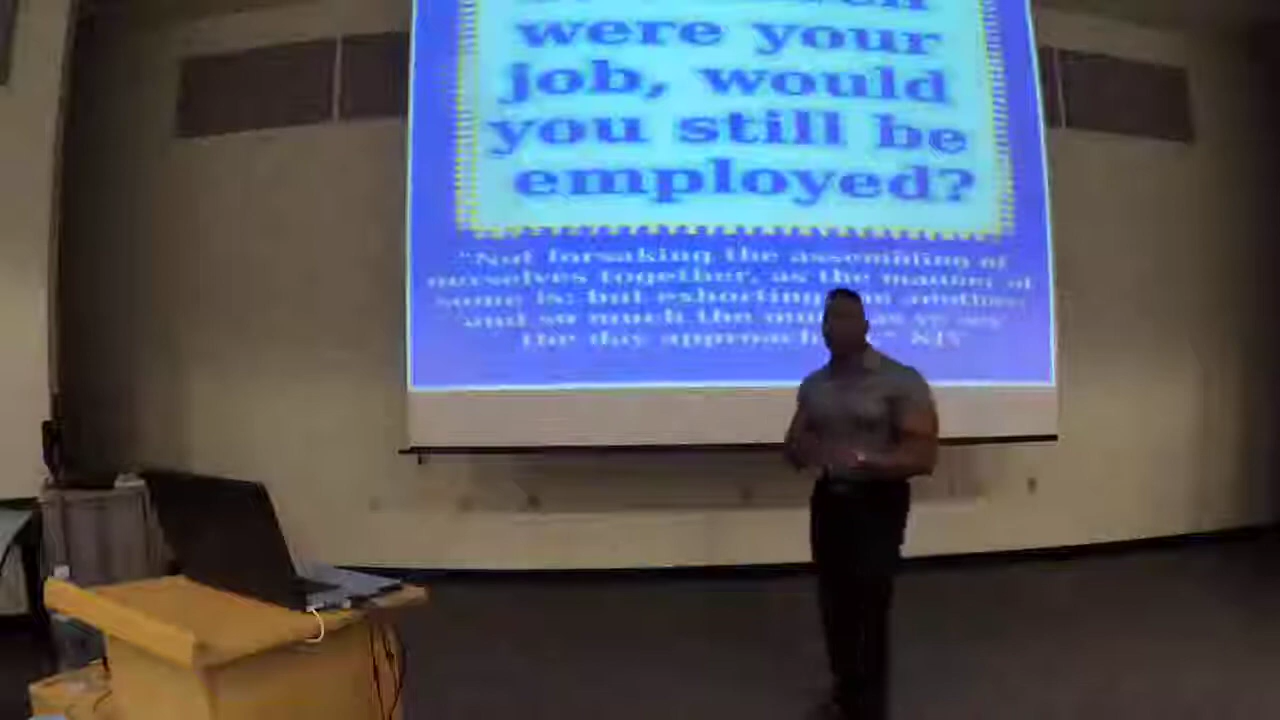 were your
job, would
you still be
employed?
"Not forsaking the assembling of
ourselves together, as the manner of
some is; but exhorting
and so much the
the day